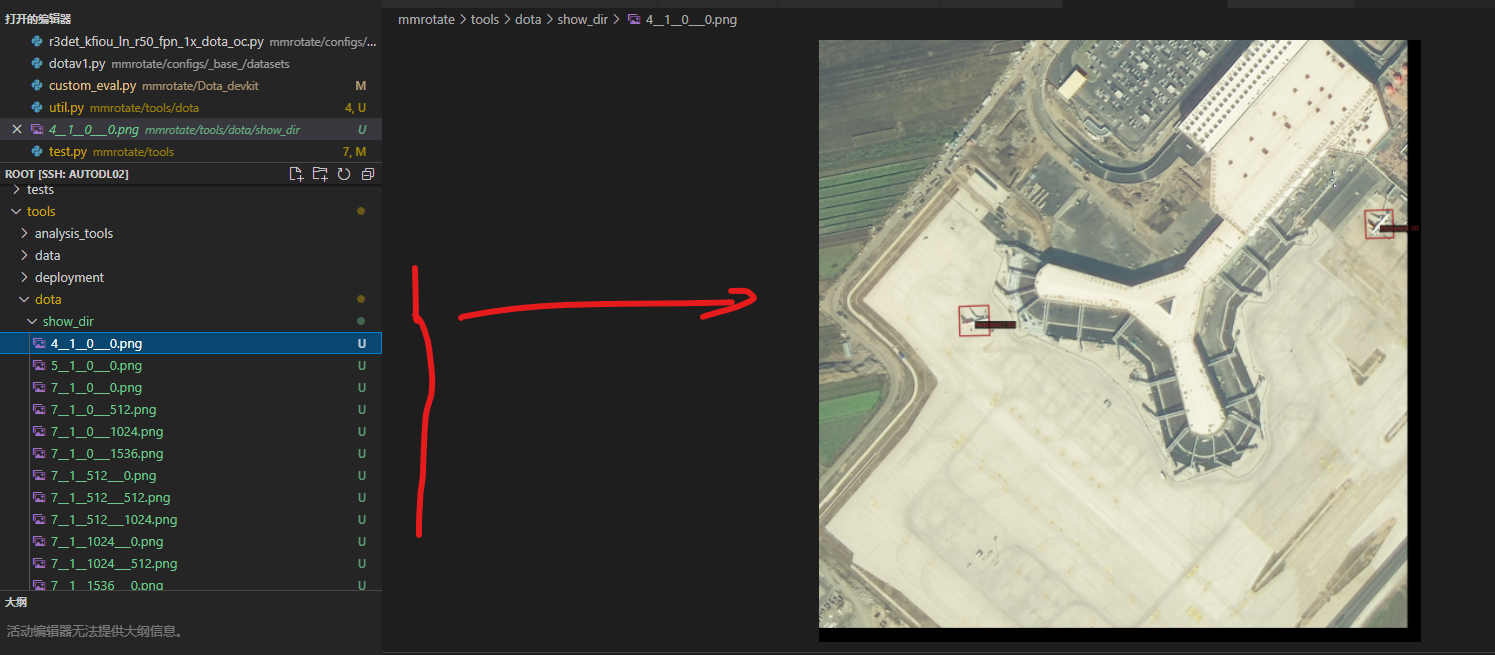 打开的编辑器
r3det_kfiou_ln_r50_fpn_1x_dota_oc.py mmrotate/configs/...
dotav1.py mmrotate/configs/_base_/datasets
custom_eval.py mmrotate/Dota_devkit M
util.py mmrotate/tools/dota 4, U
4__1__0___0.png mmrotate/tools/dota/show_dir U
test.py mmrotate/tools 7, M
ROOT [SSH: AUTODL02]
tests
tools
analysis_tools
data
deployment
dota
show_dir
4__1__0___0.png U
5__1__0___0.png U
7__1__0___0.png U
7__1__0___512.png U
7__1__0___1024.png U
7__1__0___1536.png U
7__1__512___0.png U
7__1__512___512.png U
7__1__512___1024.png U
7__1__1024___0.png U
7__1__1024___512.png U
7__1__1536___0.png U
大纲
活动编辑器无法提供大纲信息。
mmrotate > tools > dota > show_dir > 4__1__0___0.png